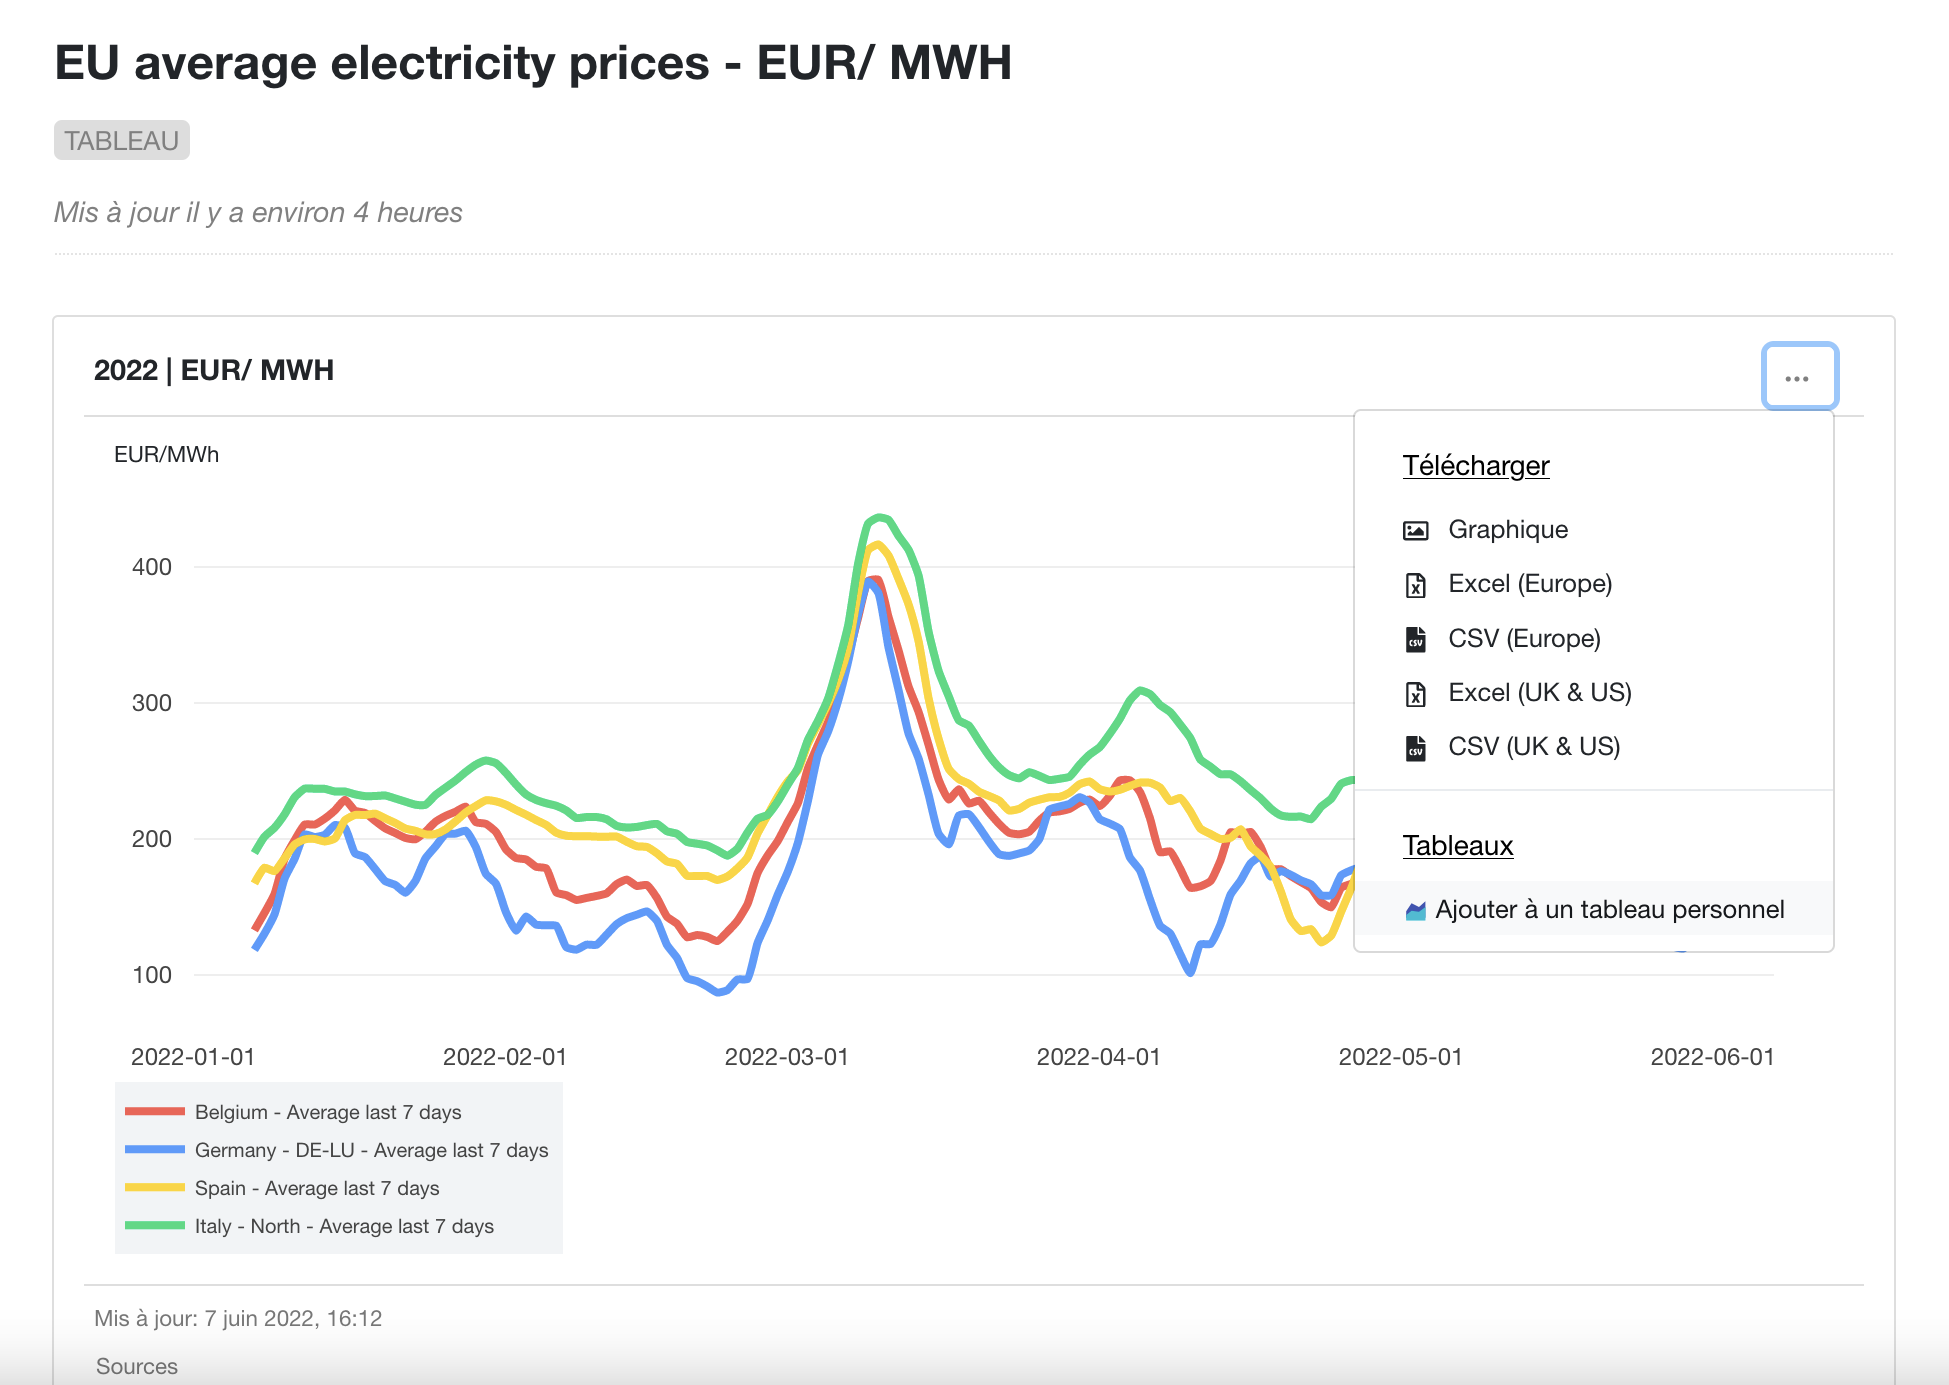 EU average electricity prices - EUR/ MWH
TABLEAU
Mis à jour il y a environ 4 heures
2022 | EUR/ MWH
...
EUR/MWh
Télécharger
Graphique
Excel (Europe)
CSV (Europe)
Excel (UK & US)
CSV (UK & US)
Tableaux
Ajouter à un tableau personnel
400
300
200
100
2022-01-01 2022-02-01 2022-03-01 2022-04-01 2022-05-01 2022-06-01
Belgium - Average last 7 days
Germany - DE-LU - Average last 7 days
Spain - Average last 7 days
Italy - North - Average last 7 days
Mis à jour: 7 juin 2022, 16:12
Sources